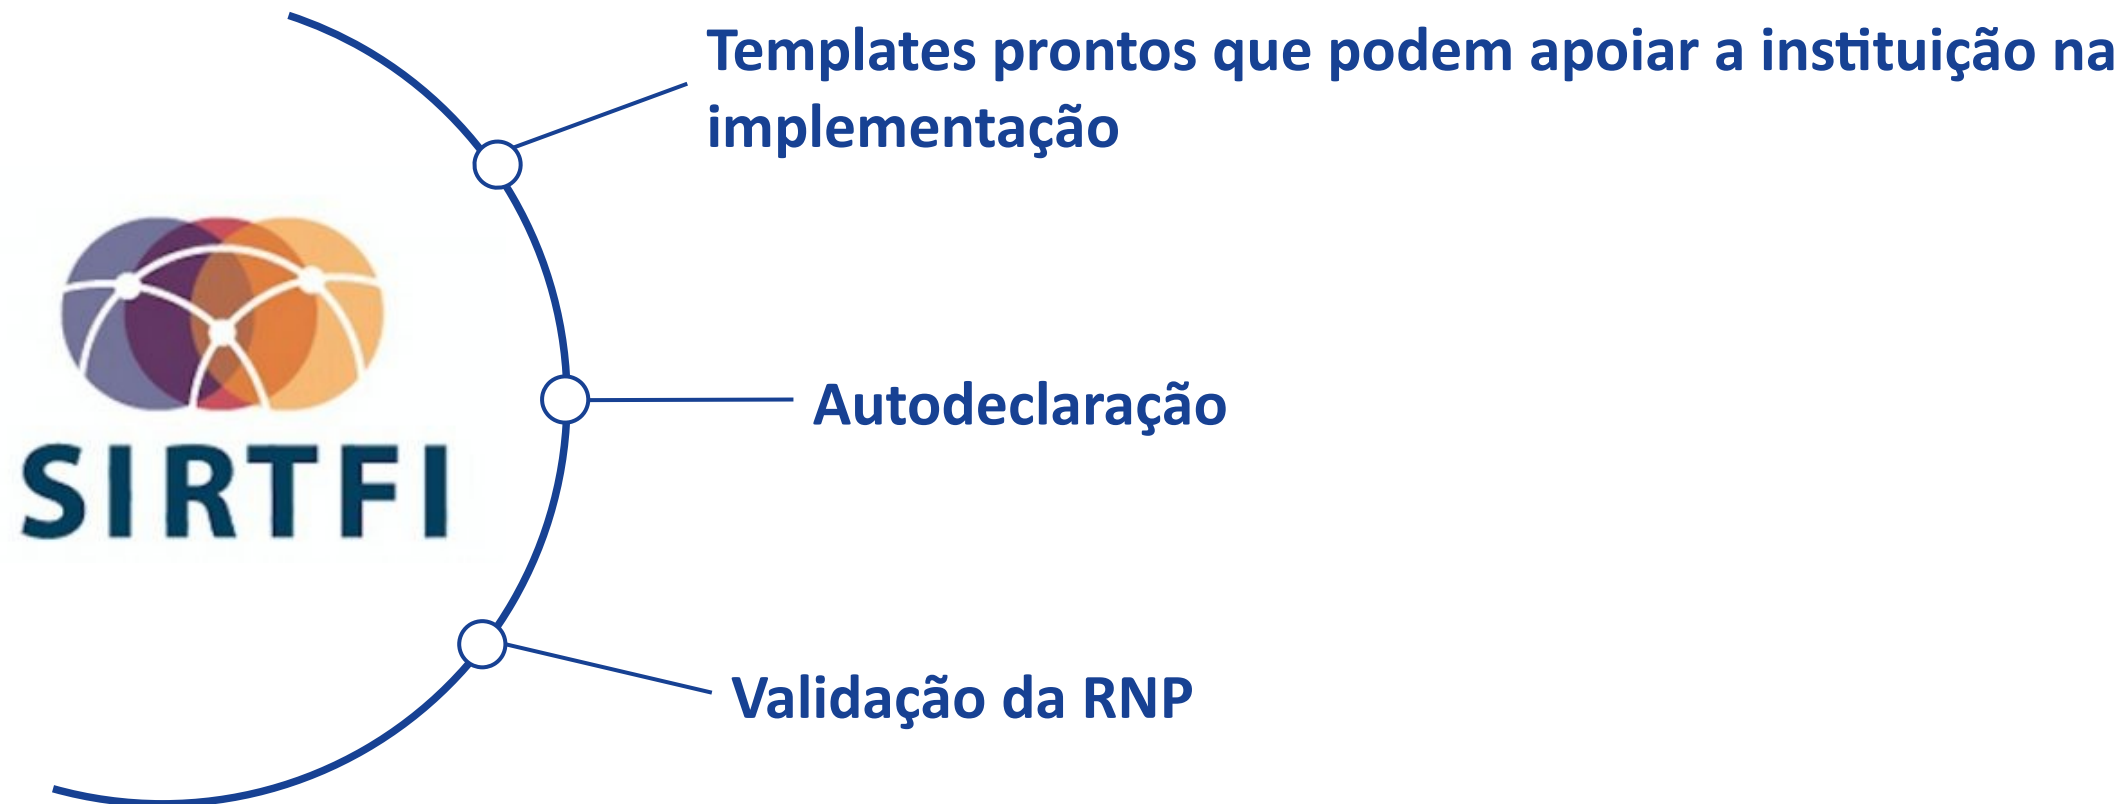 Templates prontos que podem apoiar a instituição na
implementação
SIRTFI
Autodeclaração
Validação da RNP